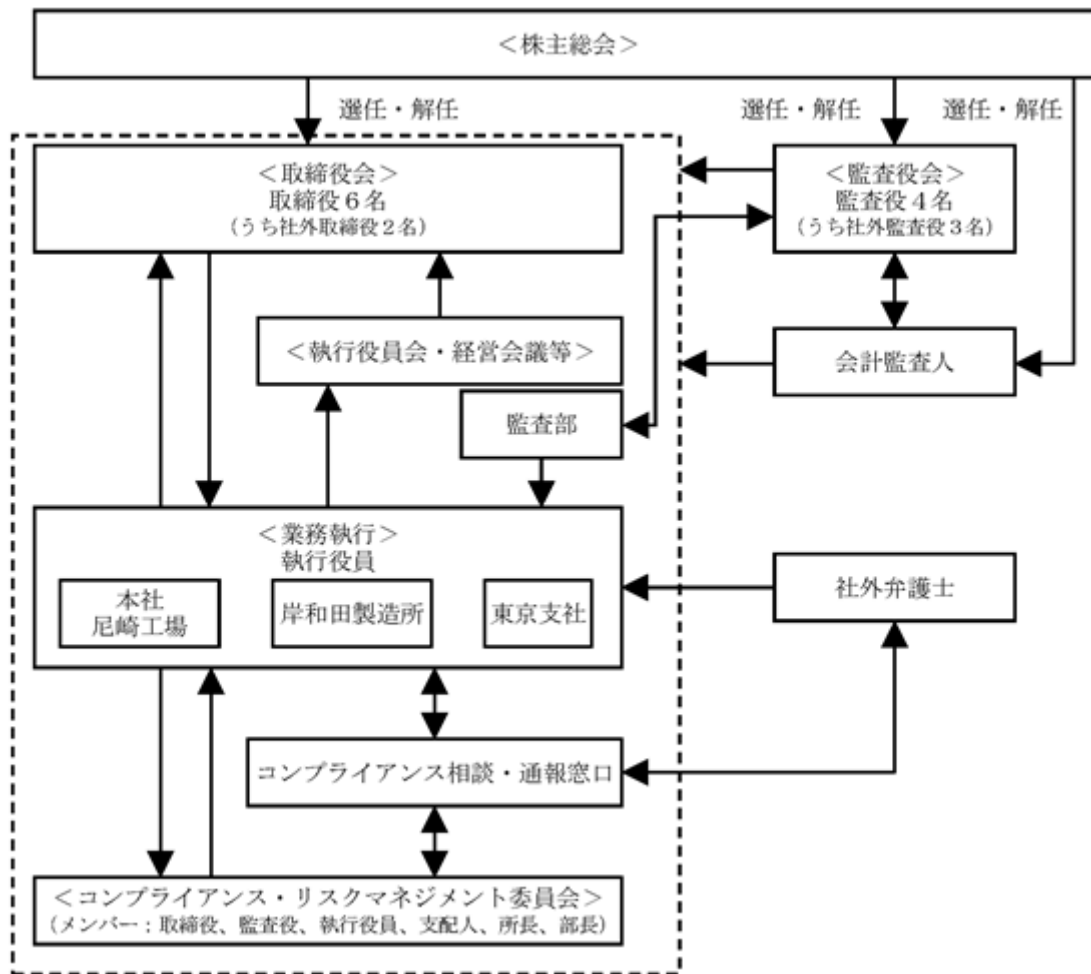 ＜株主総会＞
選任・解任
選任・解任
選任・解任
＜取締役会＞
取締役６名
（うち社外取締役２名）
＜監査役会＞
監査役４名
（うち社外監査役３名）
＜執行役員会・経営会議等＞
会計監査人
監査部
＜業務執行＞
執行役員
本社
尼崎工場
岸和田製造所
東京支社
社外弁護士
コンプライアンス相談・通報窓口
＜コンプライアンス・リスクマネジメント委員会＞
（メンバー：取締役、監査役、執行役員、支配人、所長、部長）